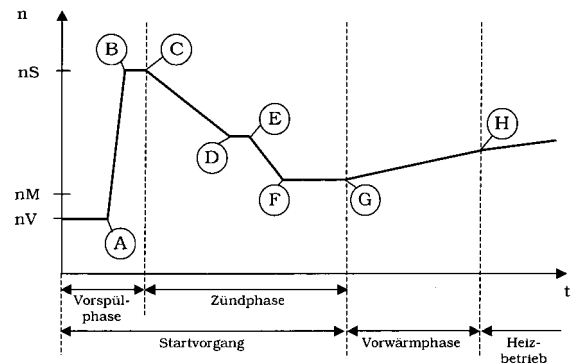 n
B
C
nS
E
H
D
nM
F
G
nV
A
t
Vorspül-
phase
Zündphase
Startvorgang
Vorwärmphase
Heiz-
betrieb